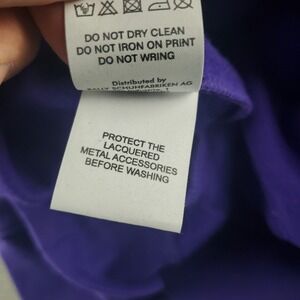 DO NOT DRY CLEAN
DO NOT IRON ON PRINT
DO NOT WRING
Distributed by
BALLY SCHUHFABRIKEN AG
PROTECT THE
LACQUERED
METAL ACCESSORIES
BEFORE WASHING